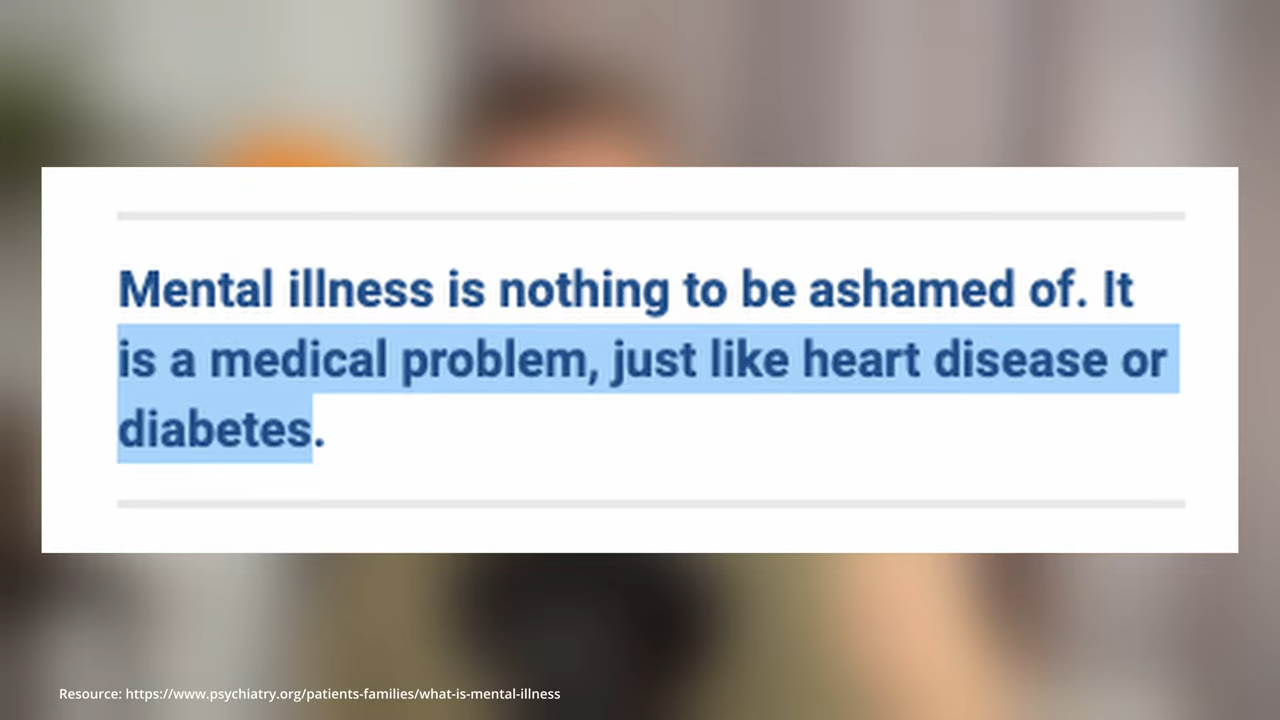 Mental illness is nothing to be ashamed of. It
is a medical problem, just like heart disease or
diabetes.
Resource: https://www.psychiatry.org/patients-families/what-is-mental-illness